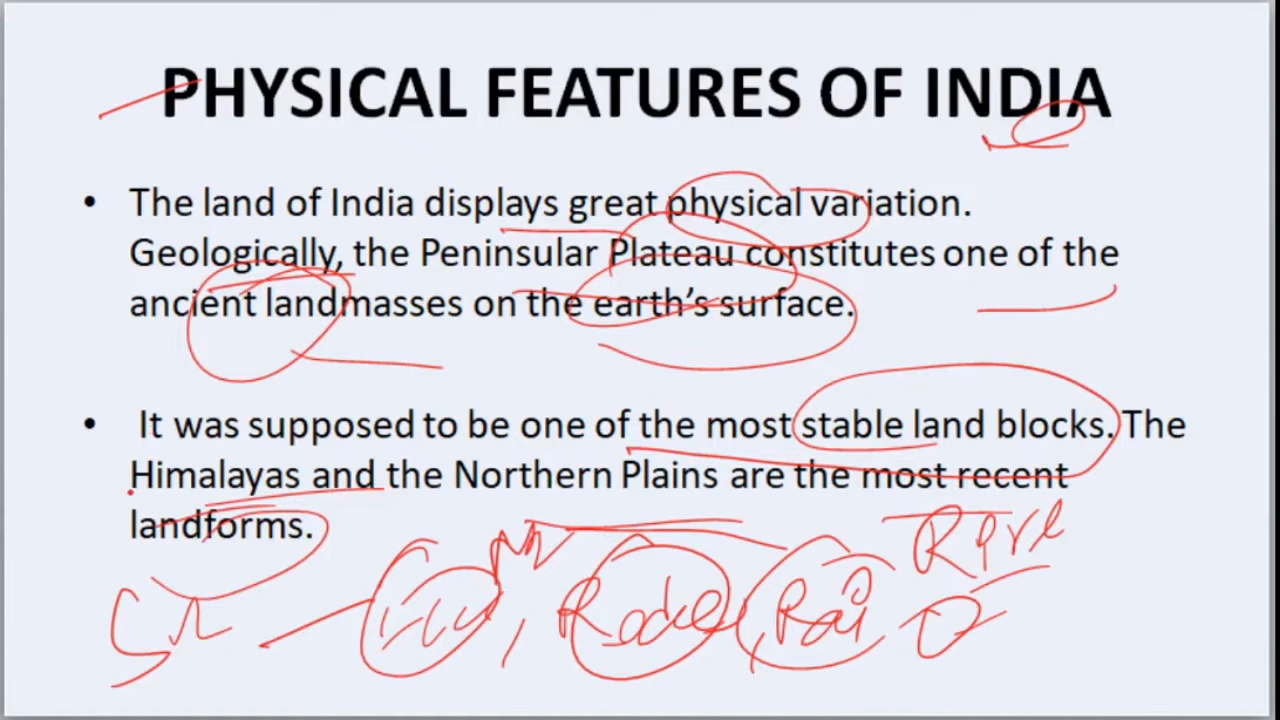 PHYSICAL FEATURES OF INDIA
• The land of India displays great physical variation.
Geologically, the Peninsular Plateau constitutes one of the
ancient landmasses on the earth's surface.
• It was supposed to be one of the most stable land blocks. The
Himalayas and the Northern Plains are the most recent
landforms.